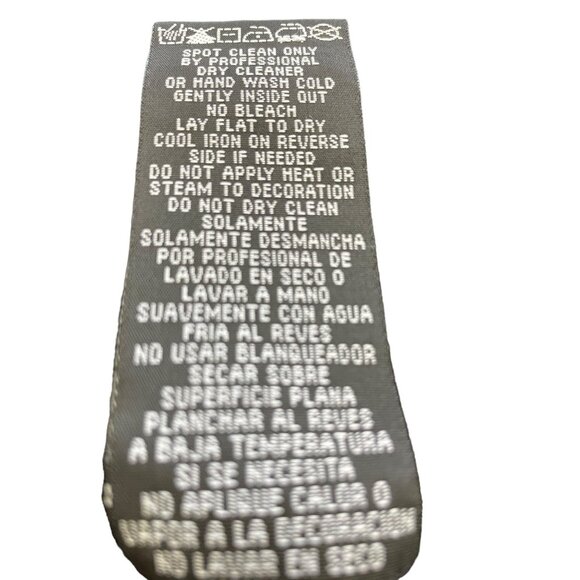 SPOT CLEAN ONLY
BY PROFESSIONAL
DRY CLEANER
OR HAND WASH COLD
GENTLY INSIDE OUT
NO BLEACH
LAY FLAT TO DRY
COOL IRON ON REVERSE
SIDE IF NEEDED
DO NOT APPLY HEAT OR
STEAM TO DECORATION
DO NOT DRY CLEAN
SOLAMENTE
SOLAMENTE DESMANCHA
POR PROFESIONAL DE
LAVADO EN SECO O
LAVAR A MANO
SUAVEMENTE CON AGUA
FRIA AL REVES
NO USAR BLANQUEADOR
SECAR SOBRE
SUPERFICIE PLANA
PLANCHAR AL REVES
A BAJA TEMPERATURA
SI SE NECESITA
NO APLIQUE CALOR O
VAPOR A LA DECORACION
NO LAVAR EN SECO